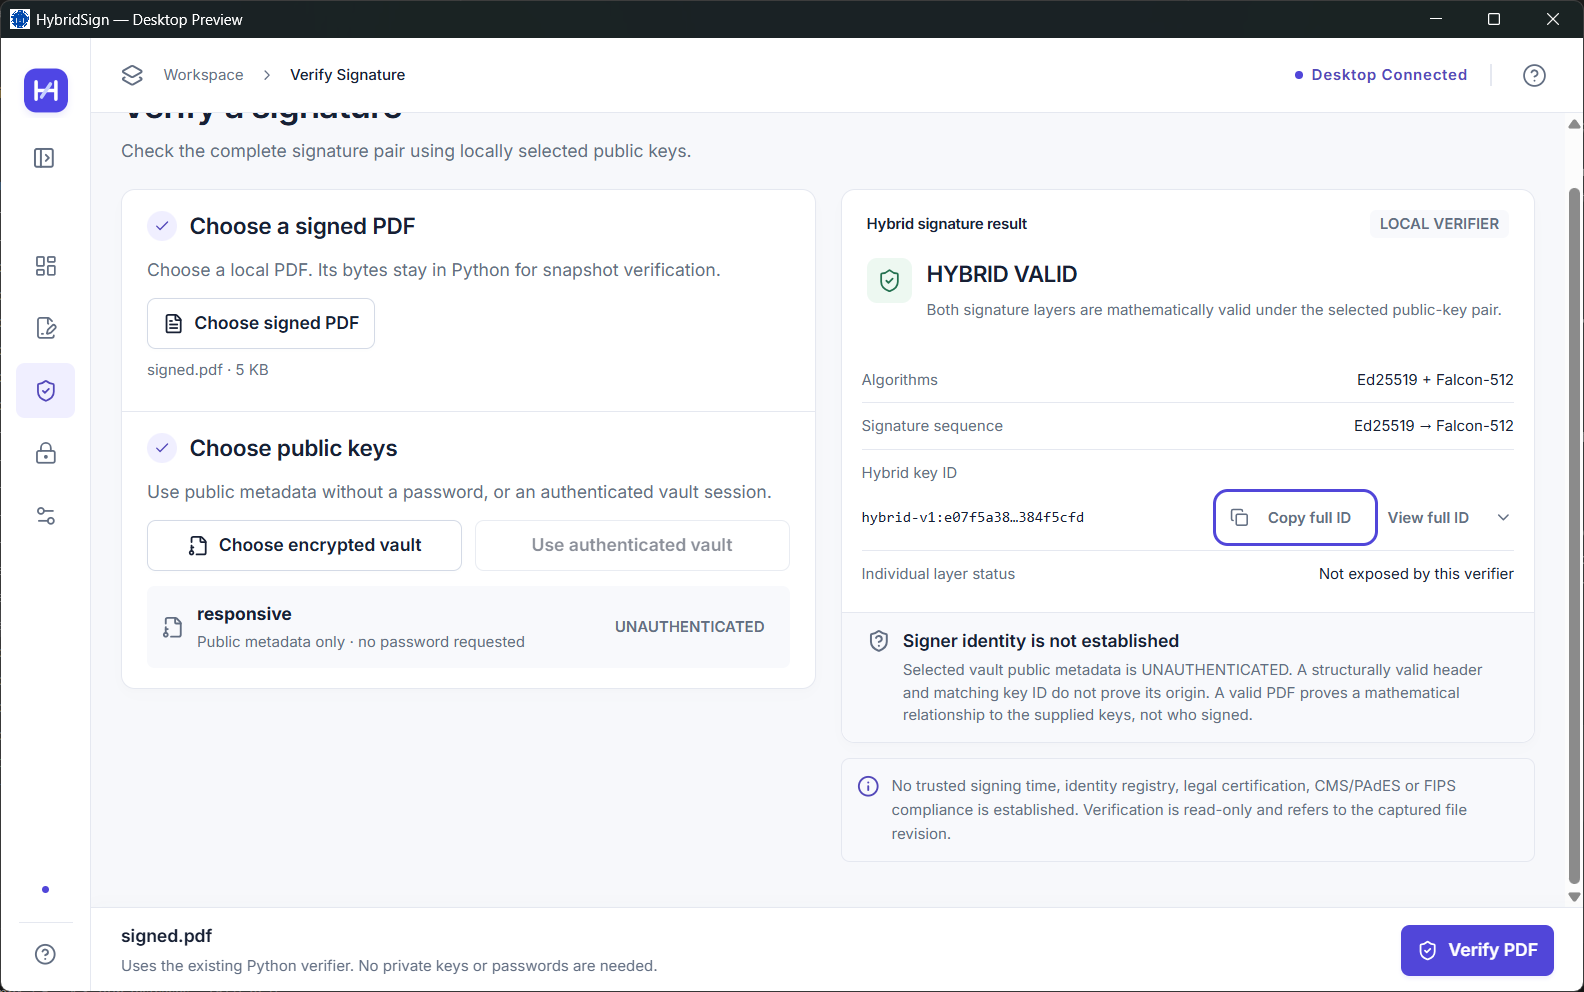 HybridSign — Desktop Preview
Workspace > Verify Signature
Desktop Connected
Verify a signature
Check the complete signature pair using locally selected public keys.
Choose a signed PDF
Choose a local PDF. Its bytes stay in Python for snapshot verification.
Choose signed PDF
signed.pdf · 5 KB
Choose public keys
Use public metadata without a password, or an authenticated vault session.
Choose encrypted vault
Use authenticated vault
responsive
Public metadata only · no password requested
UNAUTHENTICATED
Hybrid signature result
LOCAL VERIFIER
HYBRID VALID
Both signature layers are mathematically valid under the selected public-key pair.
Algorithms
Ed25519 + Falcon-512
Signature sequence
Ed25519 → Falcon-512
Hybrid key ID
hybrid-v1:e07f5a38…384f5cfd
Copy full ID
View full ID
Individual layer status
Not exposed by this verifier
Signer identity is not established
Selected vault public metadata is UNAUTHENTICATED. A structurally valid header
and matching key ID do not prove its origin. A valid PDF proves a mathematical
relationship to the supplied keys, not who signed.
No trusted signing time, identity registry, legal certification, CMS/PAdES or FIPS
compliance is established. Verification is read-only and refers to the captured file
revision.
signed.pdf
Uses the existing Python verifier. No private keys or passwords are needed.
Verify PDF